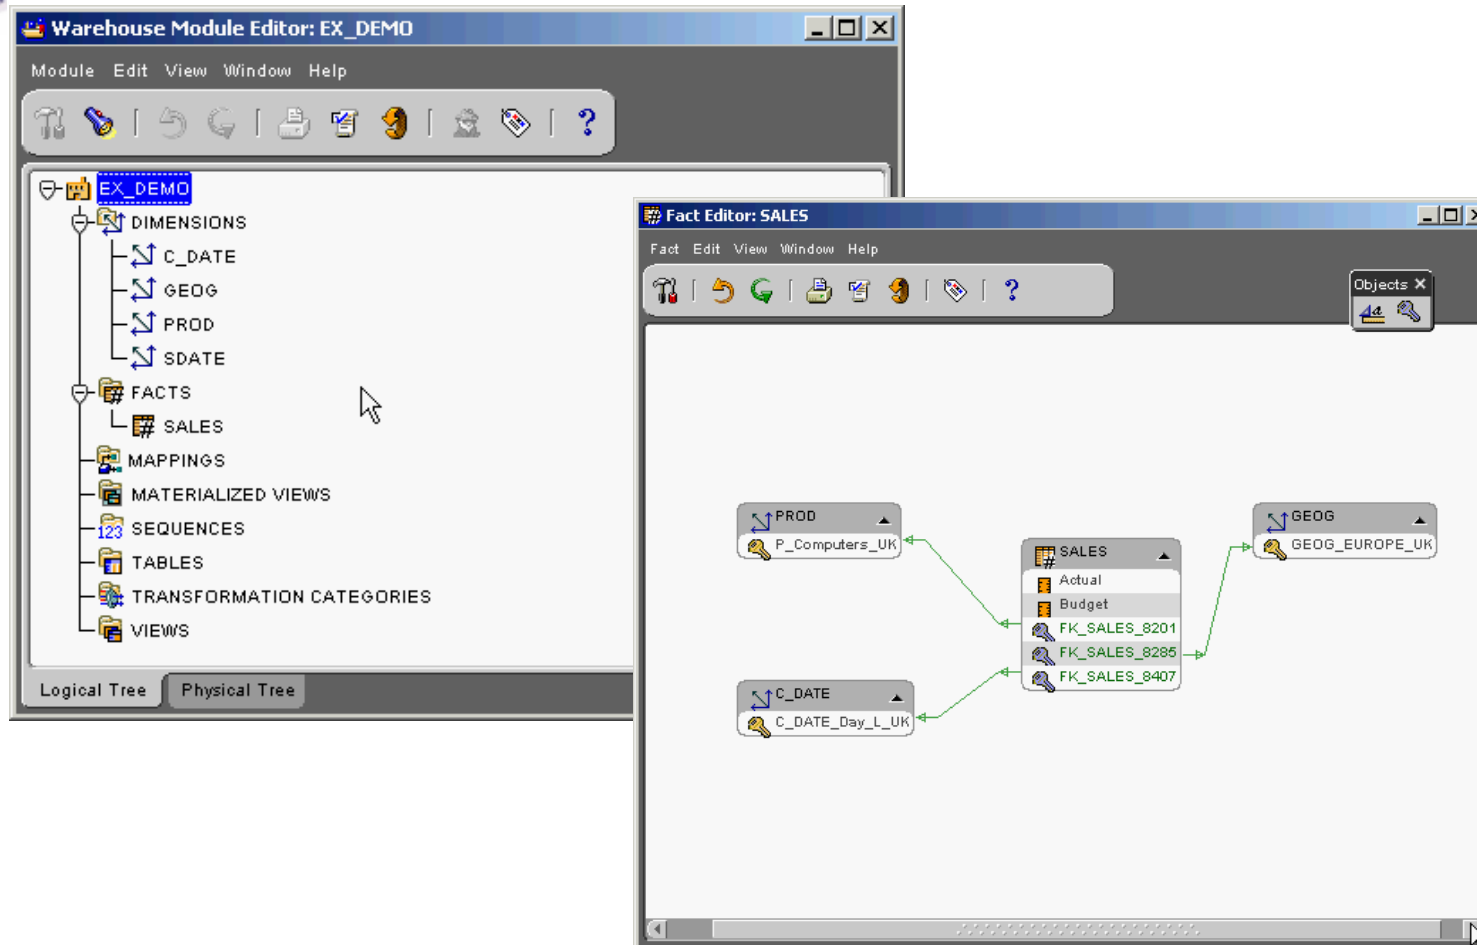 Warehouse Module Editor: EX_DEMO
Module Edit View Window Help
EX_DEMO
DIMENSIONS
C_DATE
GEOG
PROD
SDATE
FACTS
SALES
MAPPINGS
MATERIALIZED VIEWS
123 SEQUENCES
TABLES
TRANSFORMATION CATEGORIES
VIEWS
Logical Tree Physical Tree
Fact Editor: SALES
Fact Edit View Window Help
Objects
PROD
P_Computers_UK
C_DATE
C_DATE_Day_L_UK
SALES
Actual
Budget
FK_SALES_8201
FK_SALES_8285
FK_SALES_8407
GEOG
GEOG_EUROPE_UK